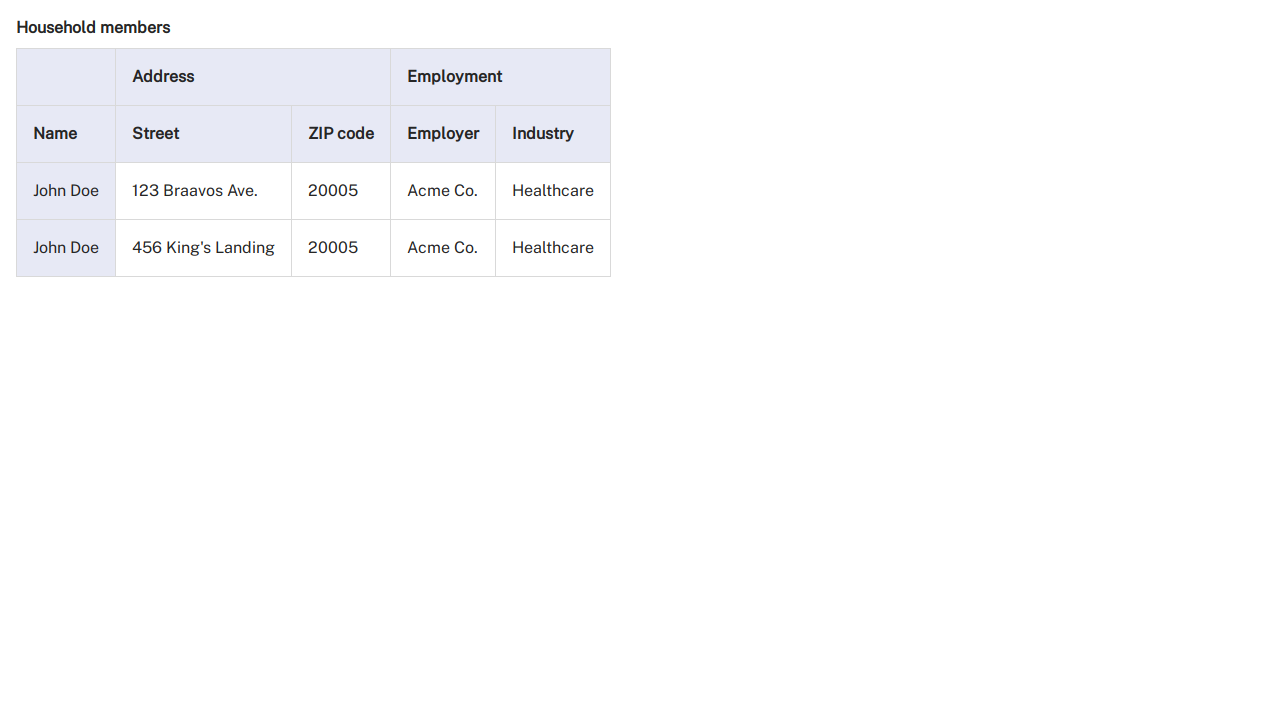 Household members
Address Employment
Name Street ZIP code Employer Industry
John Doe 123 Braavos Ave. 20005 Acme Co. Healthcare
John Doe 456 King's Landing 20005 Acme Co. Healthcare